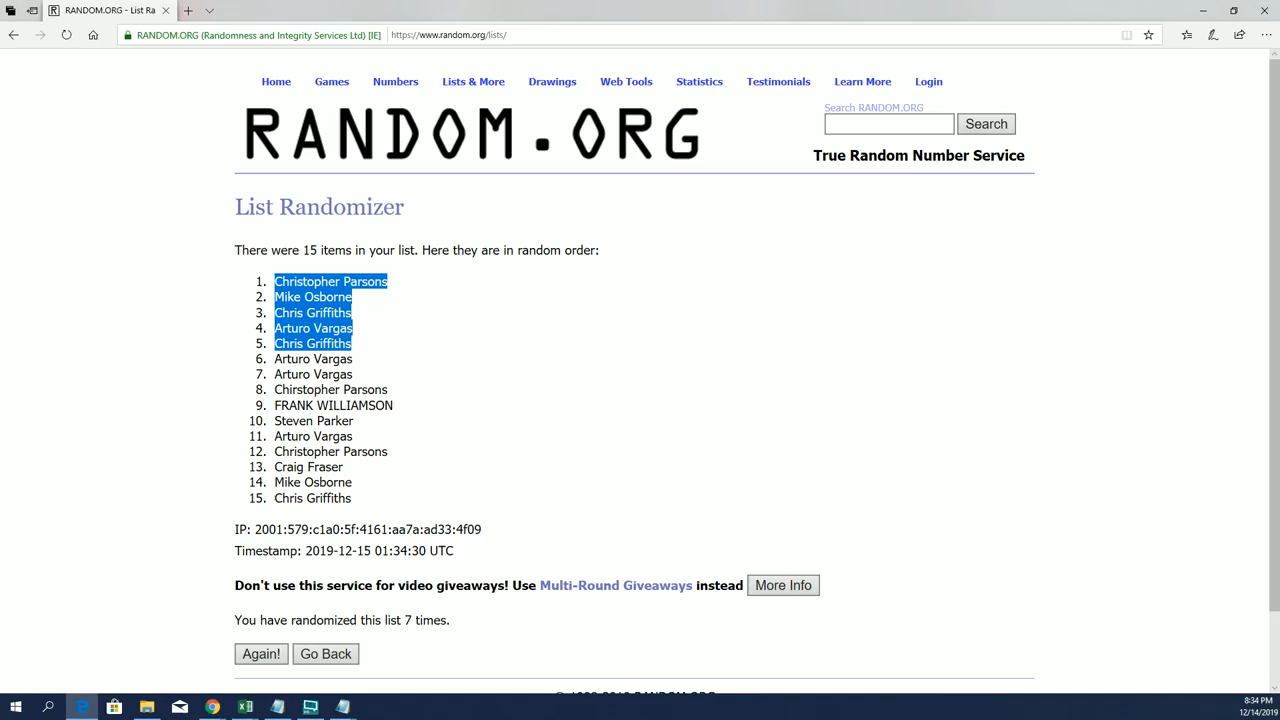 RANDOM.ORG - List Ra
RANDOM.ORG (Randomness and Integrity Services Ltd) [IE]
https://www.random.org/lists/
Home Games Numbers Lists & More Drawings Web Tools Statistics Testimonials Learn More Login
RANDOM.ORG
Search RANDOM.ORG
Search
True Random Number Service
List Randomizer
There were 15 items in your list. Here they are in random order:
1. Christopher Parsons
2. Mike Osborne
3. Chris Griffiths
4. Arturo Vargas
5. Chris Griffiths
6. Arturo Vargas
7. Arturo Vargas
8. Chirstopher Parsons
9. FRANK WILLIAMSON
10. Steven Parker
11. Arturo Vargas
12. Christopher Parsons
13. Craig Fraser
14. Mike Osborne
15. Chris Griffiths
IP: 2001:579:c1a0:5f:4161:aa7a:ad33:4f09
Timestamp: 2019-12-15 01:34:30 UTC
Don't use this service for video giveaways! Use Multi-Round Giveaways instead More Info
You have randomized this list 7 times.
Again! Go Back
8:34 PM
12/14/2019